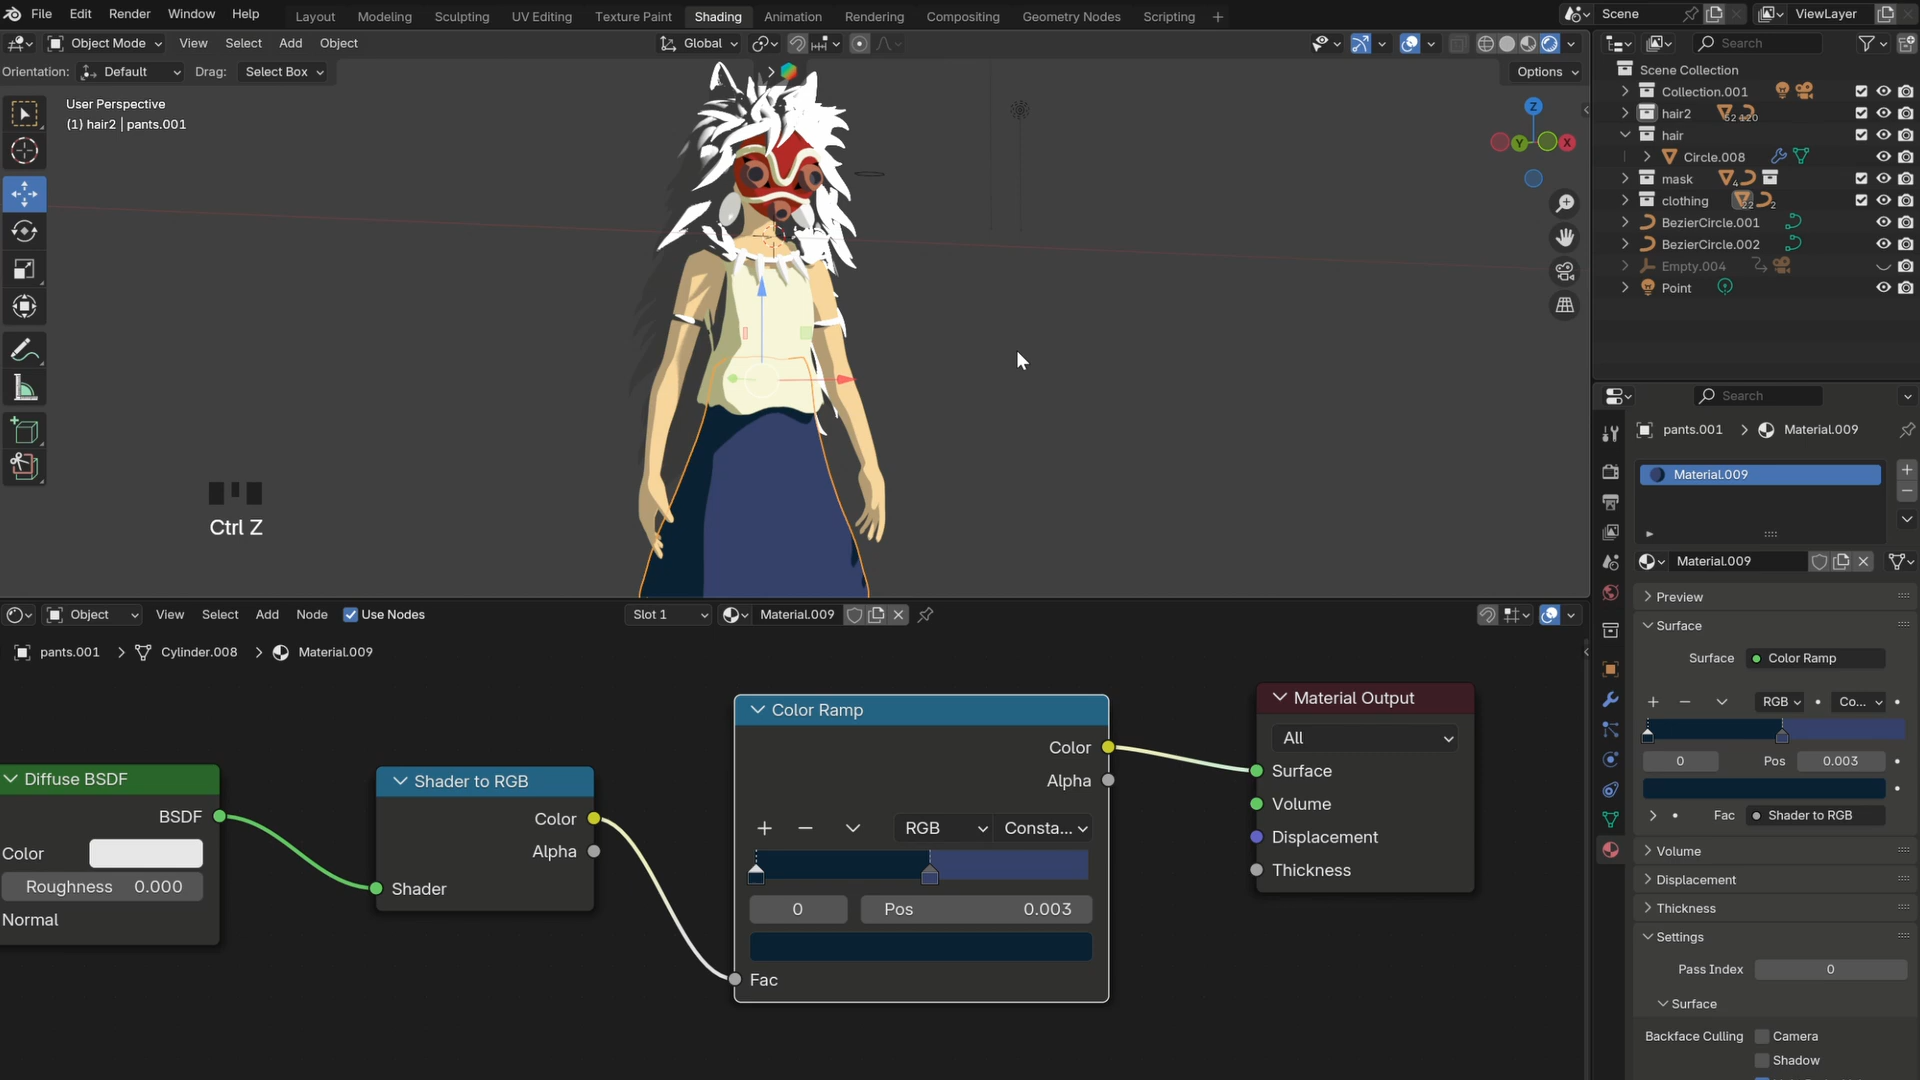 File Edit Render Window Help Layout Modeling Sculpting UV Editing Texture Paint Shading Animation Rendering Compositing Geometry Nodes Scripting + Scene ViewLayer
Object Mode View Select Add Object Global Search
Orientation: Default Drag: Select Box Options
User Perspective
(1) hair2 | pants.001
Z
Y
X
Ctrl Z
Scene Collection
Collection.001
hair2
hair
Circle.008
mask 4
clothing 22 2
BezierCircle.001
BezierCircle.002
Empty.004
Point
Search
pants.001 > Material.009
Material.009
Material.009
Preview
Surface
Surface Color Ramp
RGB Co...
0 Pos 0.003
Fac Shader to RGB
Volume
Displacement
Thickness
Settings
Pass Index 0
Surface
Backface Culling Camera
Shadow
Object View Select Add Node Use Nodes Slot 1 Material.009
pants.001 > Cylinder.008 > Material.009
Diffuse BSDF
BSDF
Color
Roughness 0.000
Normal
Shader to RGB
Color
Alpha
Shader
Color Ramp
Color
Alpha
RGB Consta...
0 Pos 0.003
Fac
Material Output
All
Surface
Volume
Displacement
Thickness